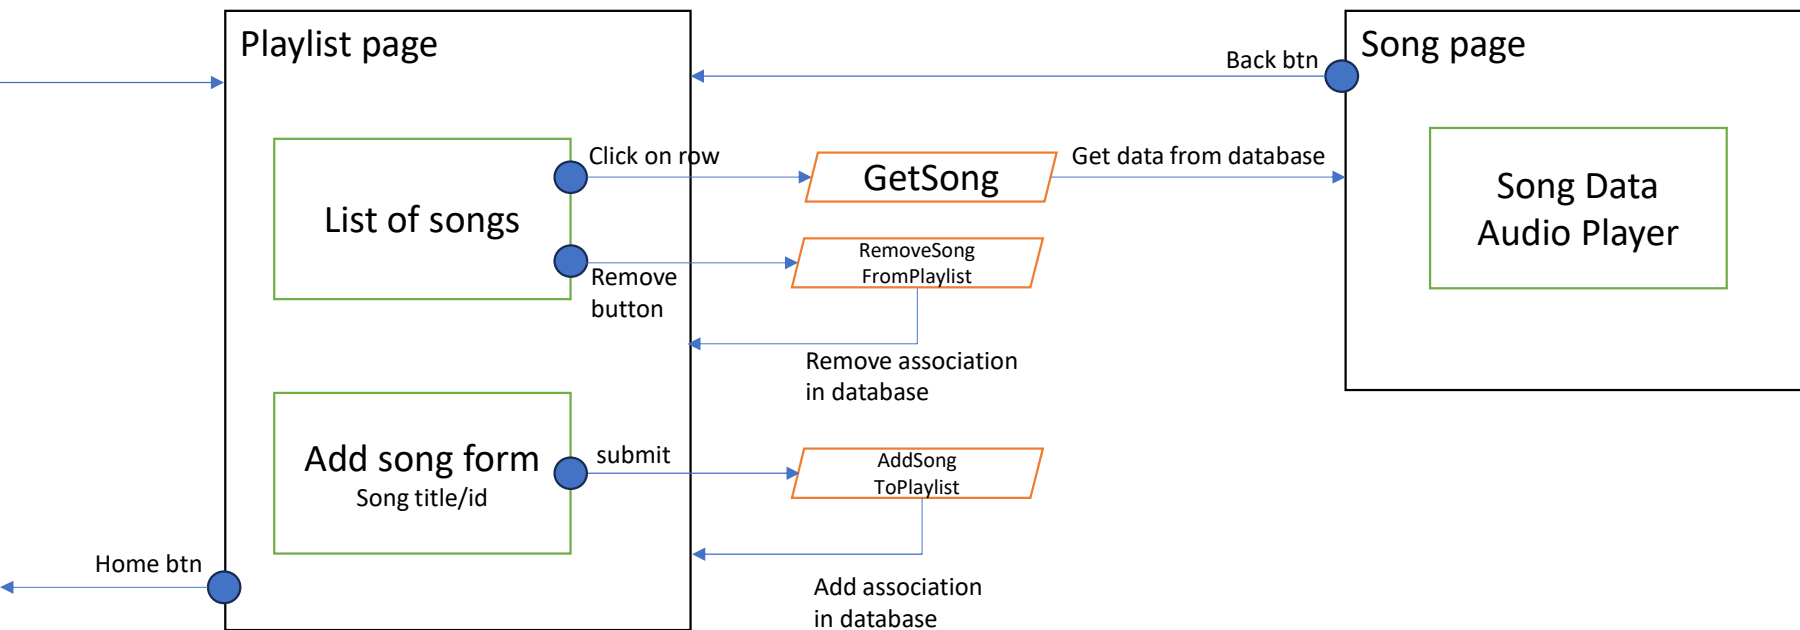 Playlist page
Song page
Back btn
Click on row
GetSong
Get data from database
List of songs
Song Data
Audio Player
Remove
button
RemoveSong
FromPlaylist
Remove association
in database
Add song form
Song title/id
submit
AddSong
ToPlaylist
Home btn
Add association
in database